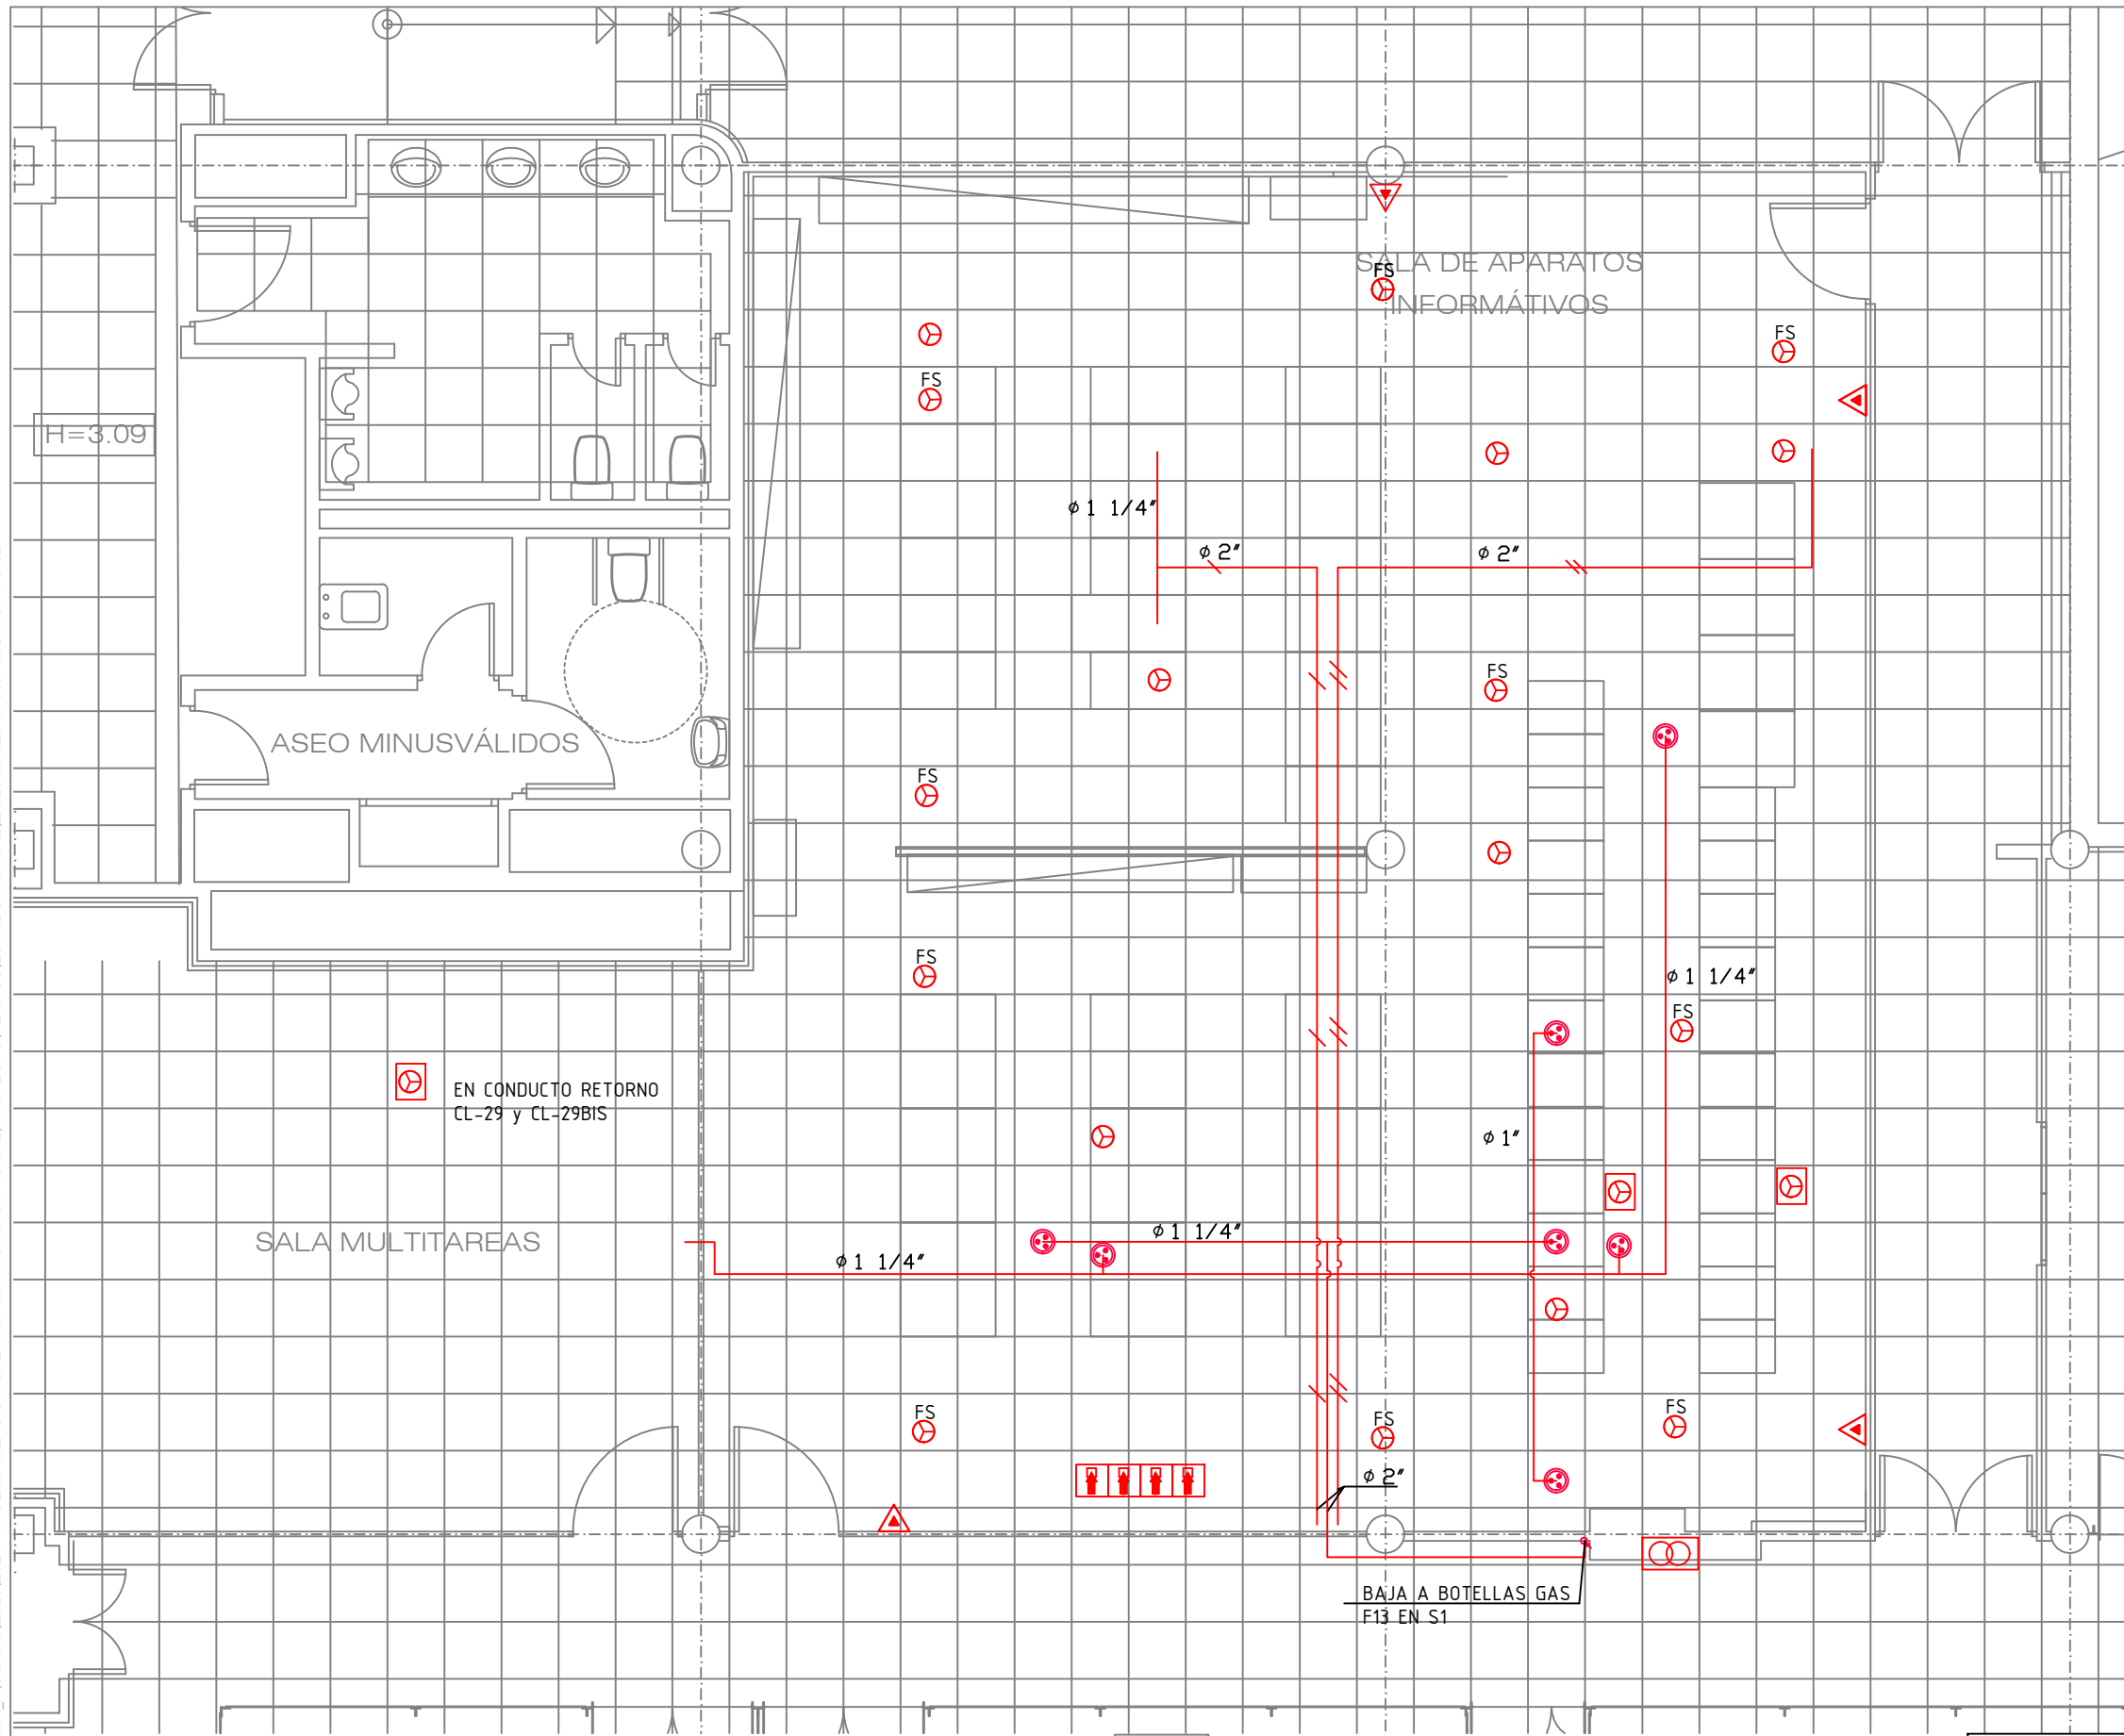 SALA DE APARATOS
INFORMÁTIVOS
FS
FS
FS
H=3.09
ø 1 1/4"
ø 2"
ø 2"
FS
ASEO MINUSVÁLIDOS
FS
FS
ø 1 1/4"
FS
EN CONDUCTO RETORNO
CL-29 y CL-29BIS
ø 1"
SALA MULTITAREAS
ø 1 1/4"
ø 1 1/4"
FS
FS
FS
ø 2"
BAJA A BOTELLAS GAS
F13 EN S1